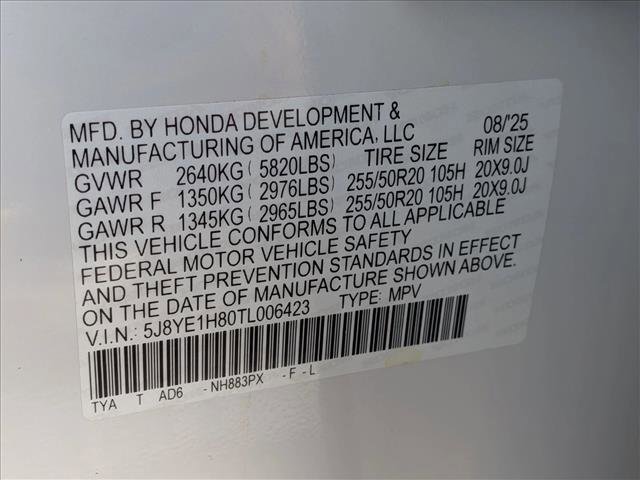 MFD. BY HONDA DEVELOPMENT &
MANUFACTURING OF AMERICA, LLC 08/'25
GVWR 2640KG ( 5820LBS) TIRE SIZE RIM SIZE
GAWR F 1350KG ( 2976LBS) 255/50R20 105H 20X9.0J
GAWR R 1345KG ( 2965LBS) 255/50R20 105H 20X9.0J
THIS VEHICLE CONFORMS TO ALL APPLICABLE
FEDERAL MOTOR VEHICLE SAFETY
AND THEFT PREVENTION STANDARDS IN EFFECT
ON THE DATE OF MANUFACTURE SHOWN ABOVE.
V.I.N.: 5J8YE1H80TL006423 TYPE: MPV
TYA T AD6 -NH883PX -F-L